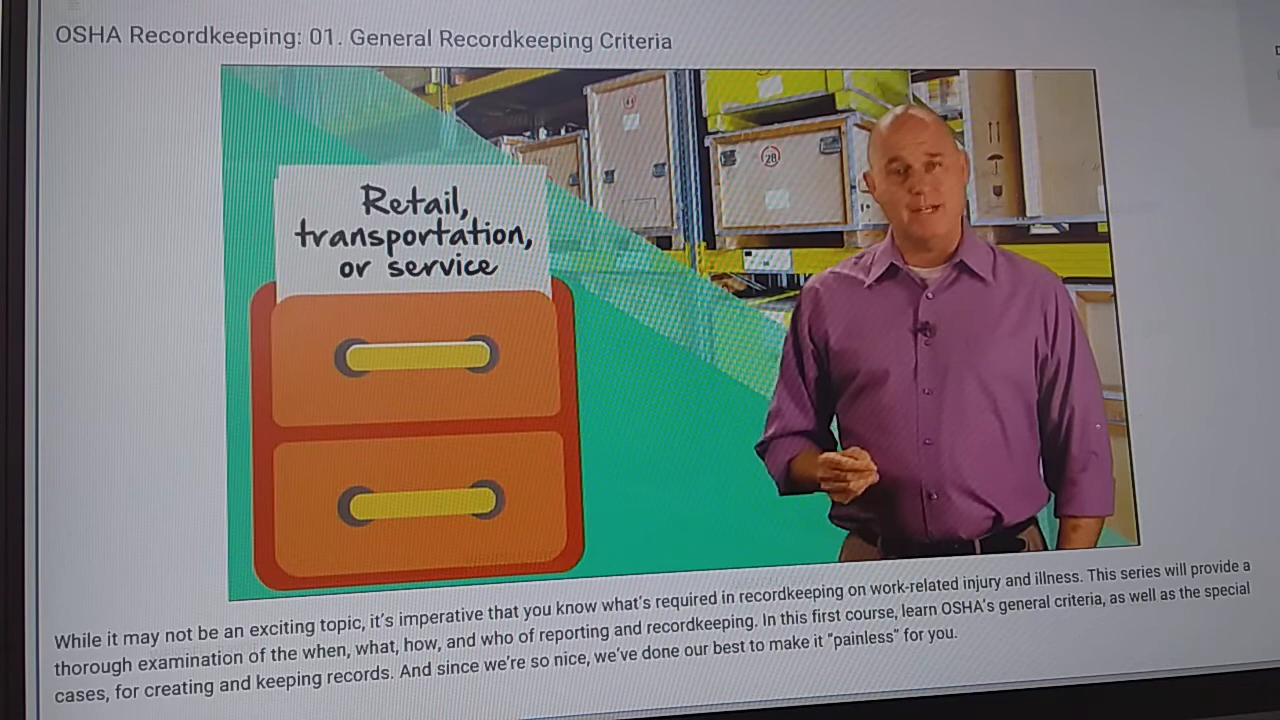 OSHA Recordkeeping: 01. General Recordkeeping Criteria
Retail,
transportation,
or service
28
While it may not be an exciting topic, it's imperative that you know what's required in recordkeeping on work-related injury and illness. This series will provide a
thorough examination of the when, what, how, and who of reporting and recordkeeping. In this first course, learn OSHA's general criteria, as well as the special
cases, for creating and keeping records. And since we're so nice, we've done our best to make it "painless" for you.